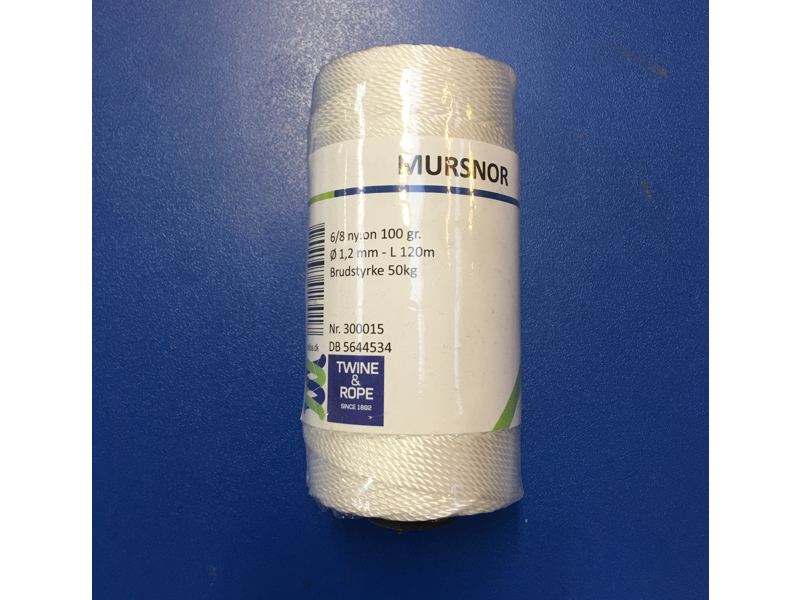 MURSNOR
6/8 nylon 100 gr.
Ø 1,2 mm - L 120m
Brudstyrke 50kg
Nr. 300015
DB 5644534
TWINE
&
ROPE
SINCE 1892